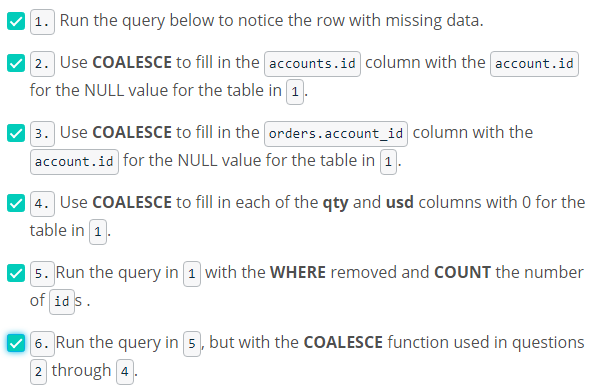 1. Run the query below to notice the row with missing data.
2. Use COALESCE to fill in the accounts.id column with the account.id
for the NULL value for the table in 1.
3. Use COALESCE to fill in the orders.account_id column with the
account.id for the NULL value for the table in 1.
4. Use COALESCE to fill in each of the qty and usd columns with 0 for the
table in 1.
5. Run the query in 1 with the WHERE removed and COUNT the number
of ids .
6. Run the query in 5, but with the COALESCE function used in questions
2 through 4.